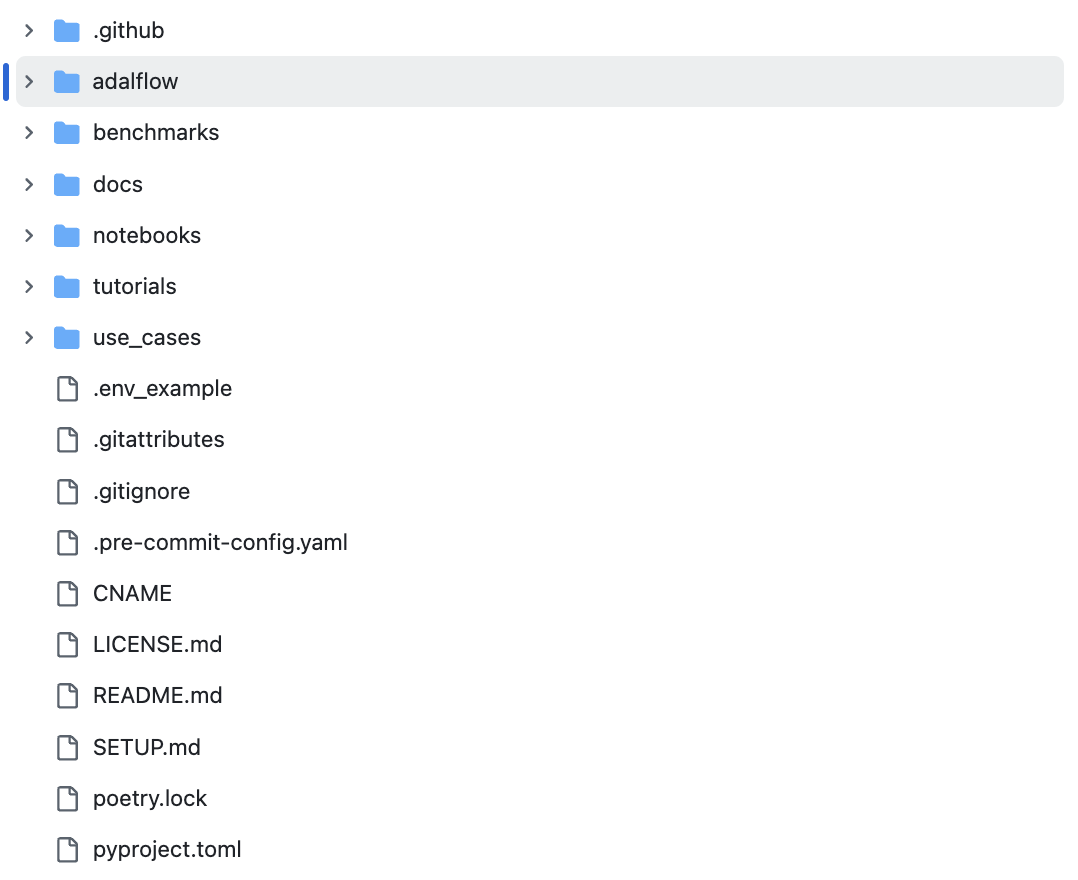 .github
adalflow
benchmarks
docs
notebooks
tutorials
use_cases
.env_example
.gitattributes
.gitignore
.pre-commit-config.yaml
CNAME
LICENSE.md
README.md
SETUP.md
poetry.lock
pyproject.toml